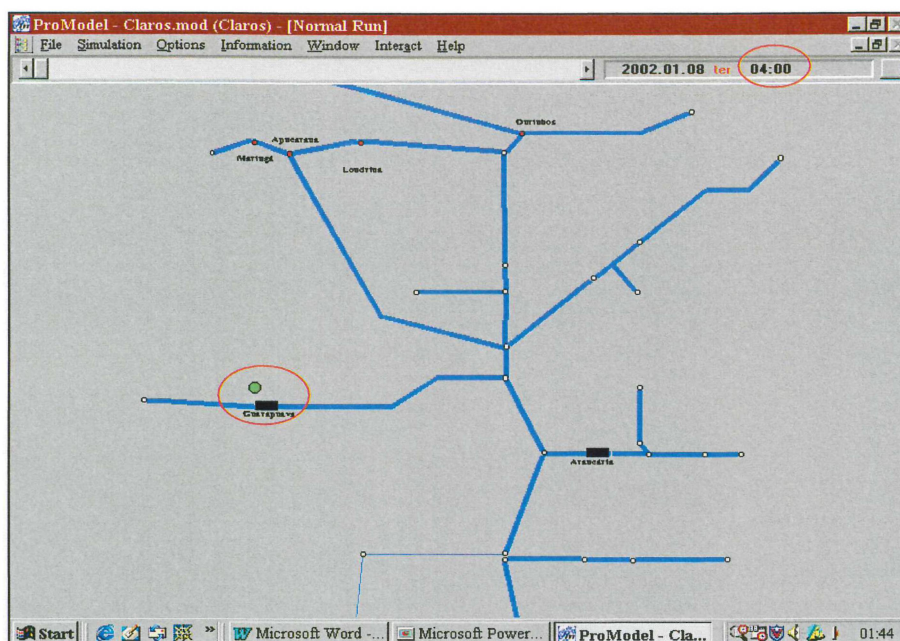 ProModel - Claros.mod (Claros) - [Normal Run]
File Simulation Options Information Window Interact Help
2002.01.08 ter 04:00
Ourinhos
Apucarana
Maringá
Londrina
Guarapuava
Araucária
Start » Microsoft Word -... Microsoft Power... ProModel - Cla... 01:44